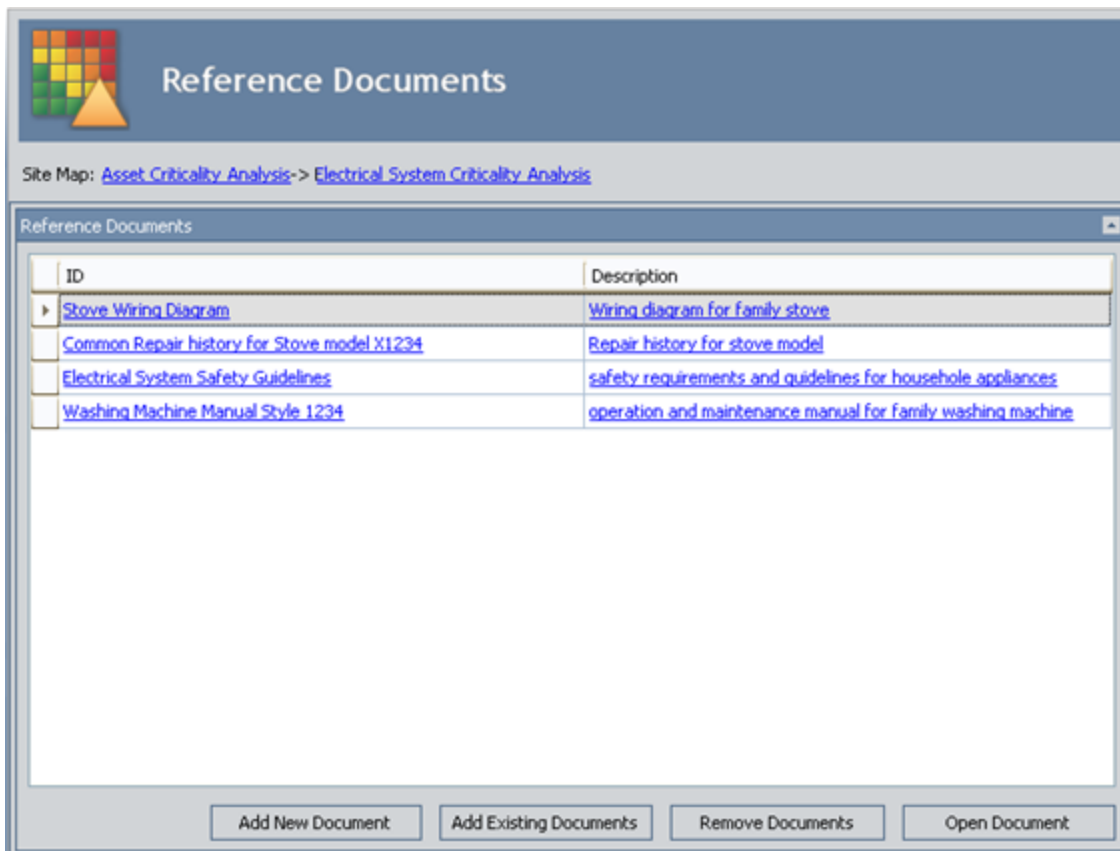 Reference Documents
Site Map: Asset Criticality Analysis-> Electrical System Criticality Analysis
Reference Documents
ID Description
Stove Wiring Diagram Wiring diagram for family stove
Common Repair history for Stove model X1234 Repair history for stove model
Electrical System Safety Guidelines safety requirements and guidelines for househole appliances
Washing Machine Manual Style 1234 operation and maintenance manual for family washing machine
Add New Document Add Existing Documents Remove Documents Open Document